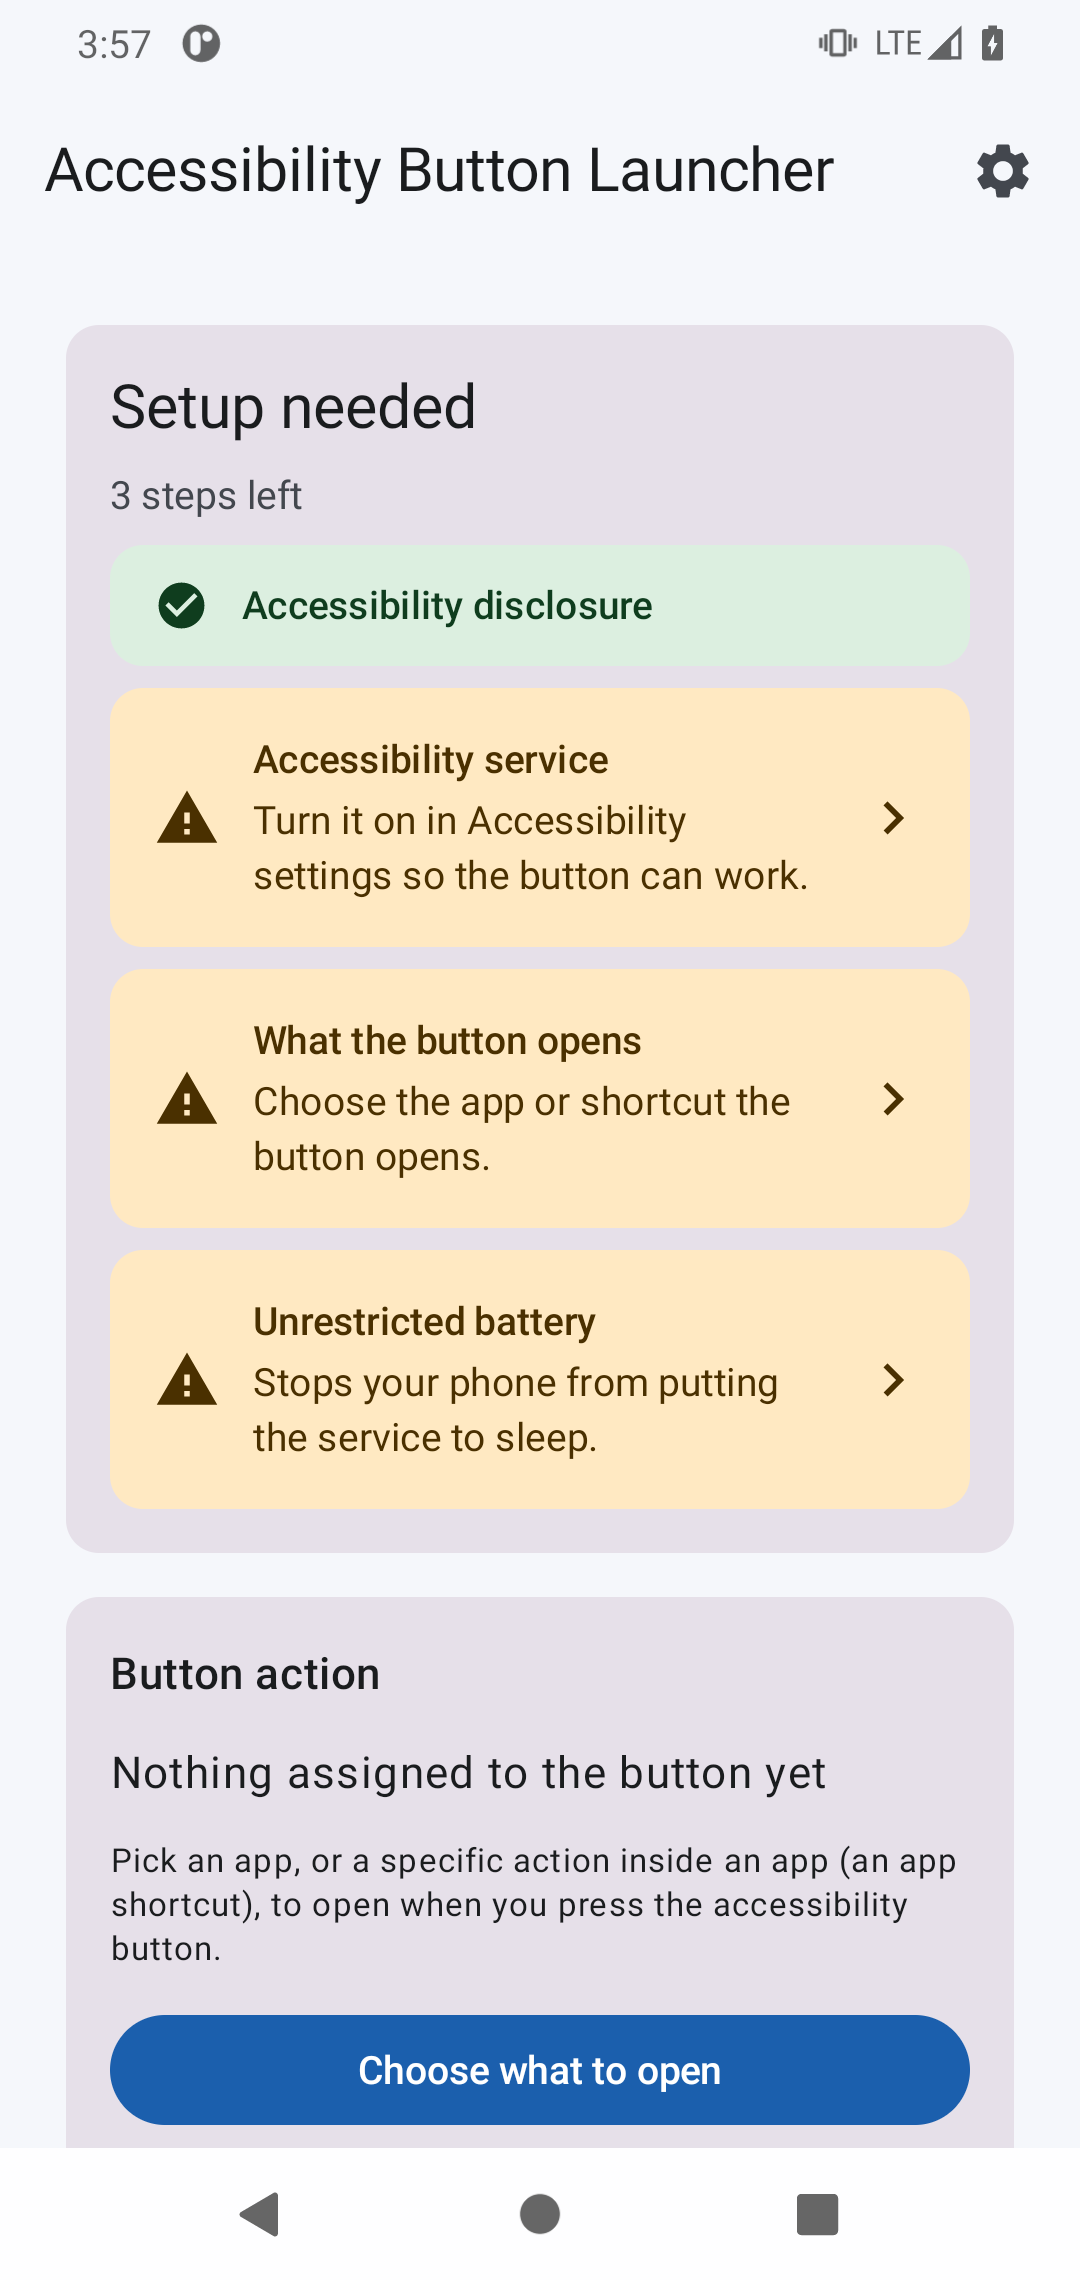 3:57
LTE
Accessibility Button Launcher
Setup needed
3 steps left
Accessibility disclosure
Accessibility service
Turn it on in Accessibility
settings so the button can work.
What the button opens
Choose the app or shortcut the
button opens.
Unrestricted battery
Stops your phone from putting
the service to sleep.
Button action
Nothing assigned to the button yet
Pick an app, or a specific action inside an app (an app
shortcut), to open when you press the accessibility
button.
Choose what to open